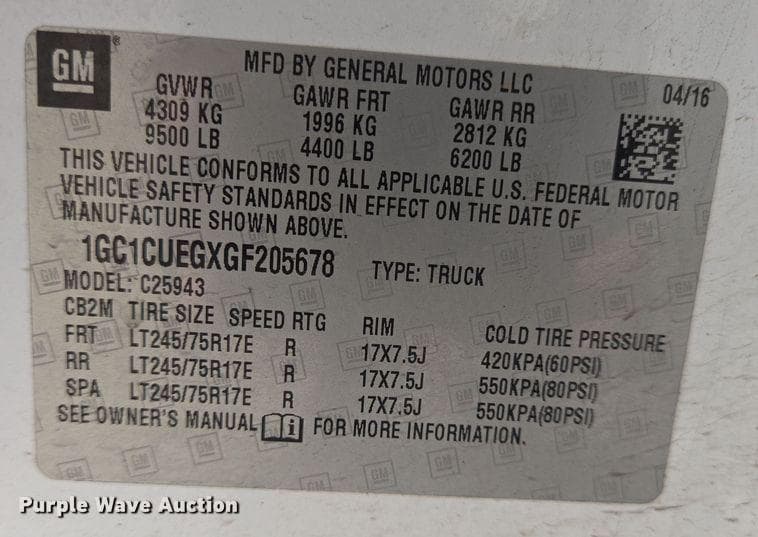 GM
MFD BY GENERAL MOTORS LLC
04/16
GVWR GAWR FRT GAWR RR
4309 KG 1996 KG 2812 KG
9500 LB 4400 LB 6200 LB
THIS VEHICLE CONFORMS TO ALL APPLICABLE U.S. FEDERAL MOTOR
VEHICLE SAFETY STANDARDS IN EFFECT ON THE DATE OF
MANUFACTURE SHOWN ABOVE.
1GC1CUEGXGF205678 TYPE: TRUCK
MODEL: C25943
CB2M TIRE SIZE SPEED RTG RIM COLD TIRE PRESSURE
FRT LT245/75R17E R 17X7.5J 420KPA(60PSI)
RR LT245/75R17E R 17X7.5J 550KPA(80PSI)
SPA LT245/75R17E R 17X7.5J 550KPA(80PSI)
SEE OWNER'S MANUAL i FOR MORE INFORMATION.
Purple Wave Auction